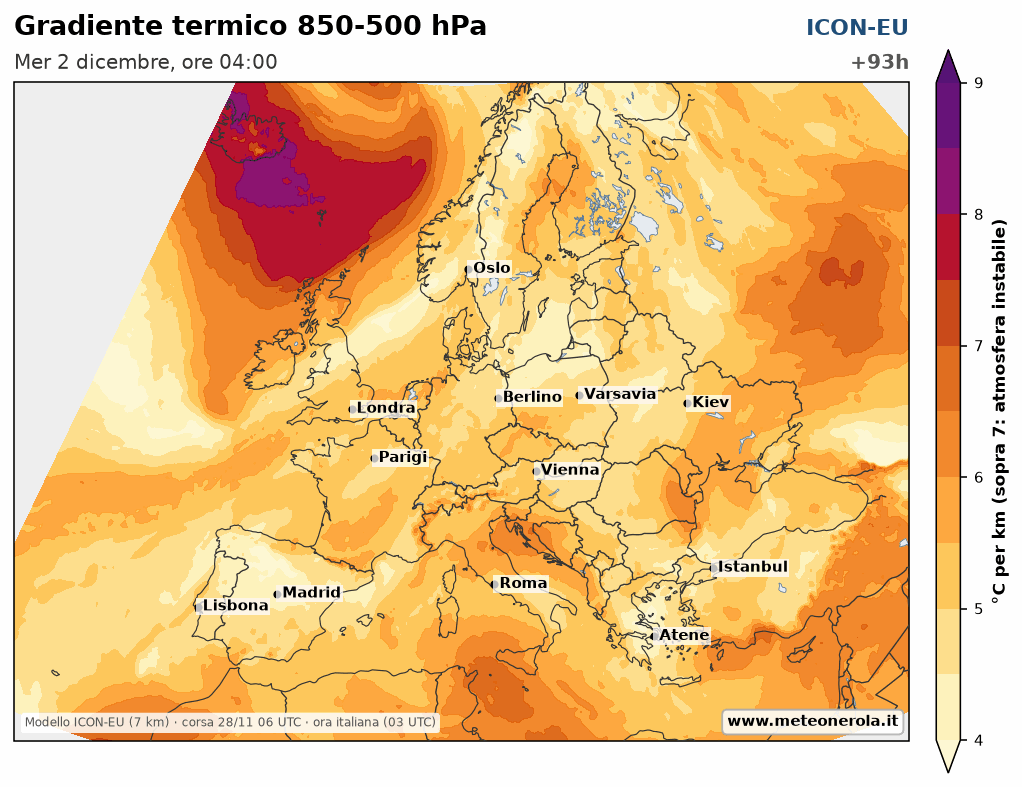 Gradiente termico 850-500 hPa
ICON-EU
Mer 2 dicembre, ore 04:00
+93h
Oslo
Londra
Berlino
Varsavia
Kiev
Parigi
Vienna
Istanbul
Roma
Madrid
Lisbona
Atene
Modello ICON-EU (7 km) · corsa 28/11 06 UTC · ora italiana (03 UTC)
www.meteonerola.it
9
8
7
6
5
4
°C per km (sopra 7: atmosfera instabile)